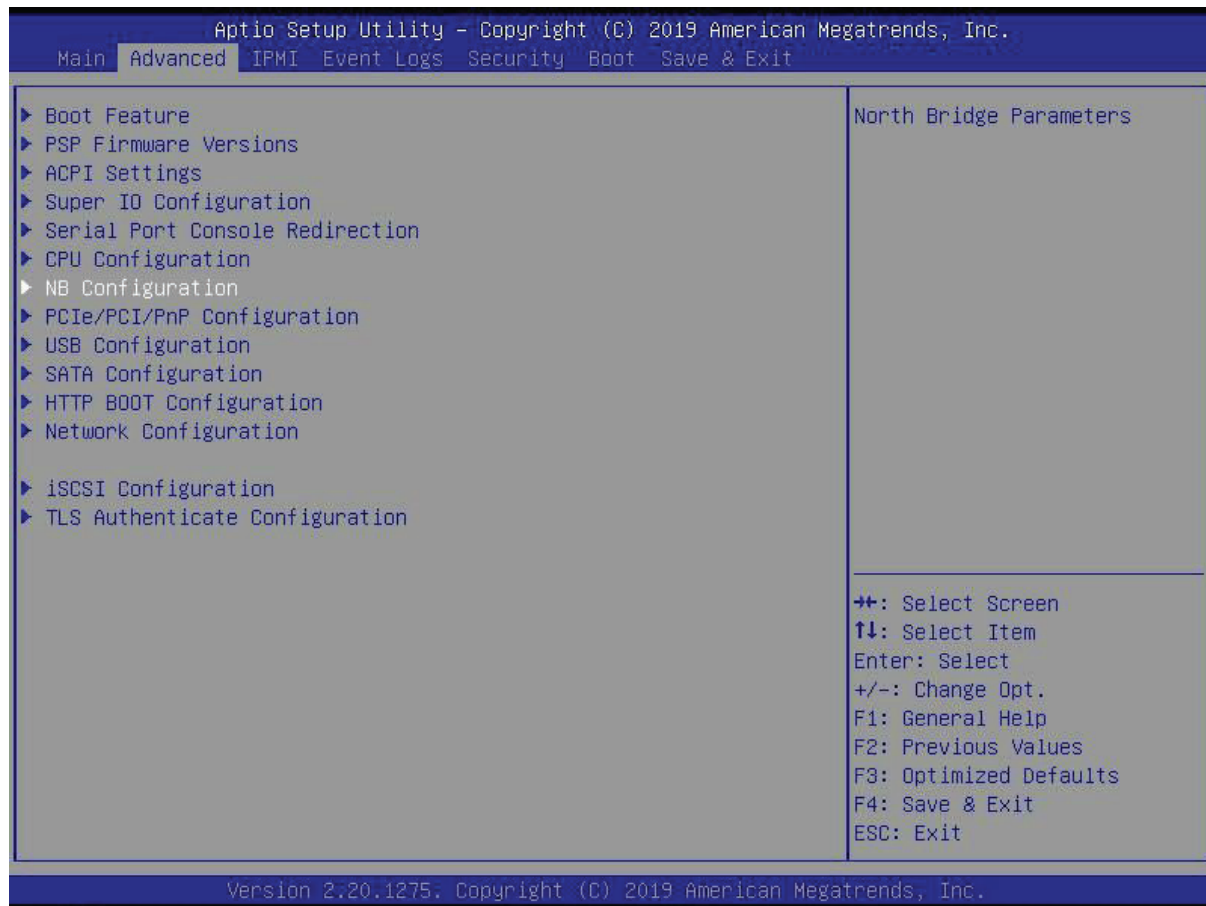 Aptio Setup Utility – Copyright (C) 2019 American Megatrends, Inc.
Main Advanced IPMI Event Logs Security Boot Save & Exit
▶ Boot Feature
▶ PSP Firmware Versions
▶ ACPI Settings
▶ Super IO Configuration
▶ Serial Port Console Redirection
▶ CPU Configuration
▶ NB Configuration
▶ PCIe/PCI/PnP Configuration
▶ USB Configuration
▶ SATA Configuration
▶ HTTP BOOT Configuration
▶ Network Configuration
▶ iSCSI Configuration
▶ TLS Authenticate Configuration
North Bridge Parameters
→←: Select Screen
↑↓: Select Item
Enter: Select
+/-: Change Opt.
F1: General Help
F2: Previous Values
F3: Optimized Defaults
F4: Save & Exit
ESC: Exit
Version 2.20.1275. Copyright (C) 2019 American Megatrends, Inc.